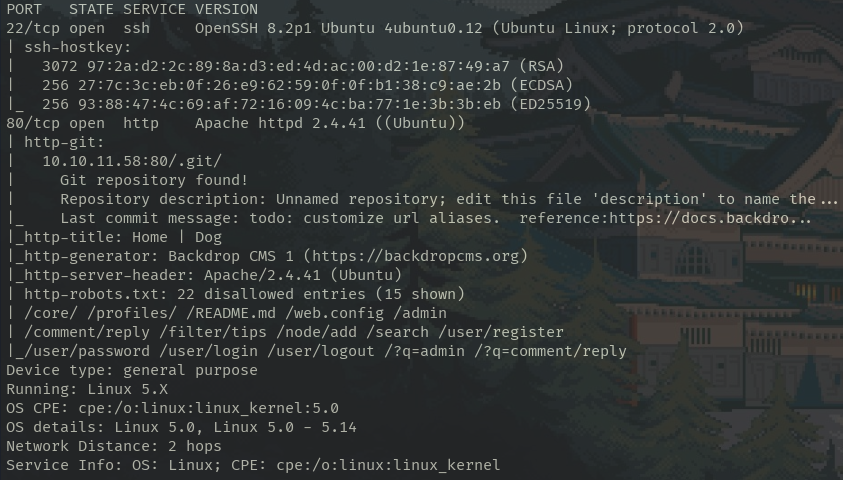 PORT   STATE SERVICE VERSION
22/tcp open  ssh     OpenSSH 8.2p1 Ubuntu 4ubuntu0.12 (Ubuntu Linux; protocol 2.0)
| ssh-hostkey:
|   3072 97:2a:d2:2c:89:8a:d3:ed:4d:ac:00:d2:1e:87:49:a7 (RSA)
|   256 27:7c:3c:eb:0f:26:e9:62:59:0f:0f:b1:38:c9:ae:2b (ECDSA)
|_  256 93:88:47:4c:69:af:72:16:09:4c:ba:77:1e:3b:3b:eb (ED25519)
80/tcp open  http    Apache httpd 2.4.41 ((Ubuntu))
| http-git:
|   10.10.11.58:80/.git/
|     Git repository found!
|     Repository description: Unnamed repository; edit this file 'description' to name the...
|_    Last commit message: todo: customize url aliases.  reference:https://docs.backdro...
|_http-title: Home | Dog
|_http-generator: Backdrop CMS 1 (https://backdropcms.org)
|_http-server-header: Apache/2.4.41 (Ubuntu)
| http-robots.txt: 22 disallowed entries (15 shown)
| /core/ /profiles/ /README.md /web.config /admin
| /comment/reply /filter/tips /node/add /search /user/register
|_/user/password /user/login /user/logout /?q=admin /?q=comment/reply
Device type: general purpose
Running: Linux 5.X
OS CPE: cpe:/o:linux:linux_kernel:5.0
OS details: Linux 5.0, Linux 5.0 - 5.14
Network Distance: 2 hops
Service Info: OS: Linux; CPE: cpe:/o:linux:linux_kernel